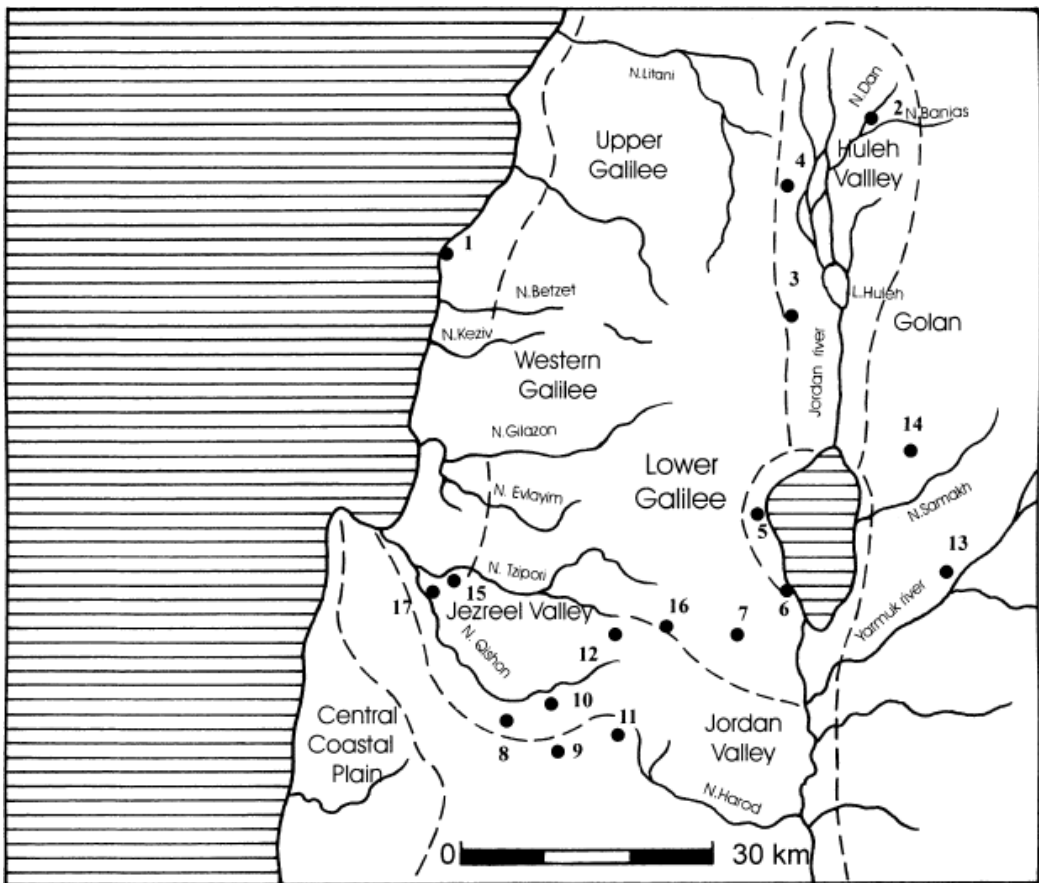 N.Litani
N.Dan
2
N.Banias
Upper
Galilee
Huleh
Vallley
4
1
3
N.Betzet
L.Huleh
Golan
N.Keziv
Jordan river
Western
Galilee
14
N.Gilazon
Lower
Galilee
N. Evlayim
N.Samakh
5
13
N. Tzipori
15
17
Jezreel Valley
16
7
6
Yarmuk river
N. Qishon
12
10
11
Central
Coastal
Plain
Jordan
Valley
8
9
N.Harod
0
30 km